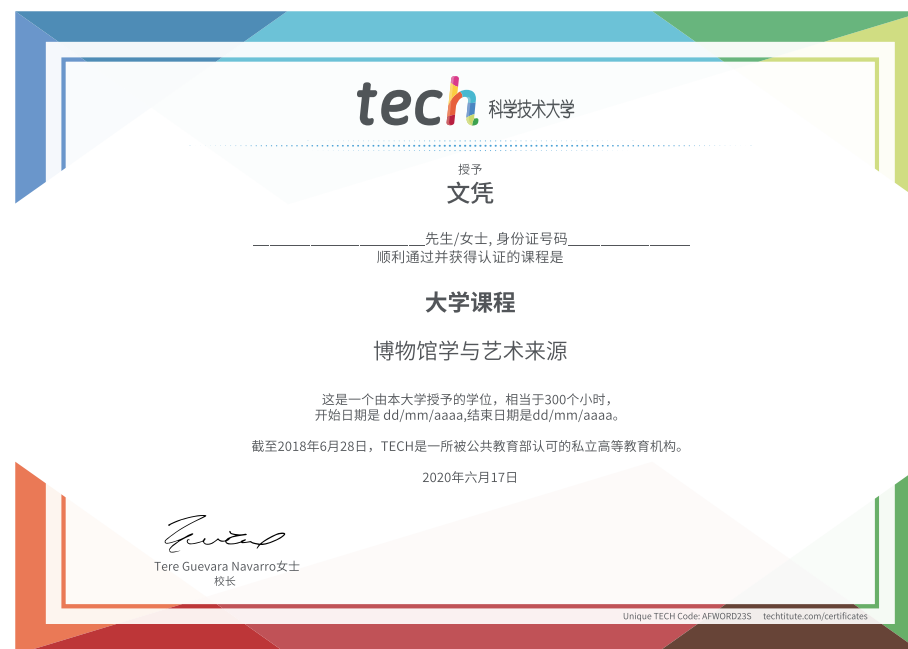 tech 科学技术大学
授予
文凭
______________________先生/女士, 身份证号码________________
顺利通过并获得认证的课程是
大学课程
博物馆学与艺术来源
这是一个由本大学授予的学位，相当于300个小时，
开始日期是 dd/mm/aaaa,结束日期是dd/mm/aaaa。
截至2018年6月28日，TECH是一所被公共教育部认可的私立高等教育机构。
2020年六月17日
Tere Guevara Navarro女士
校长
Unique TECH Code: AFWORD23S techtitute.com/certificates